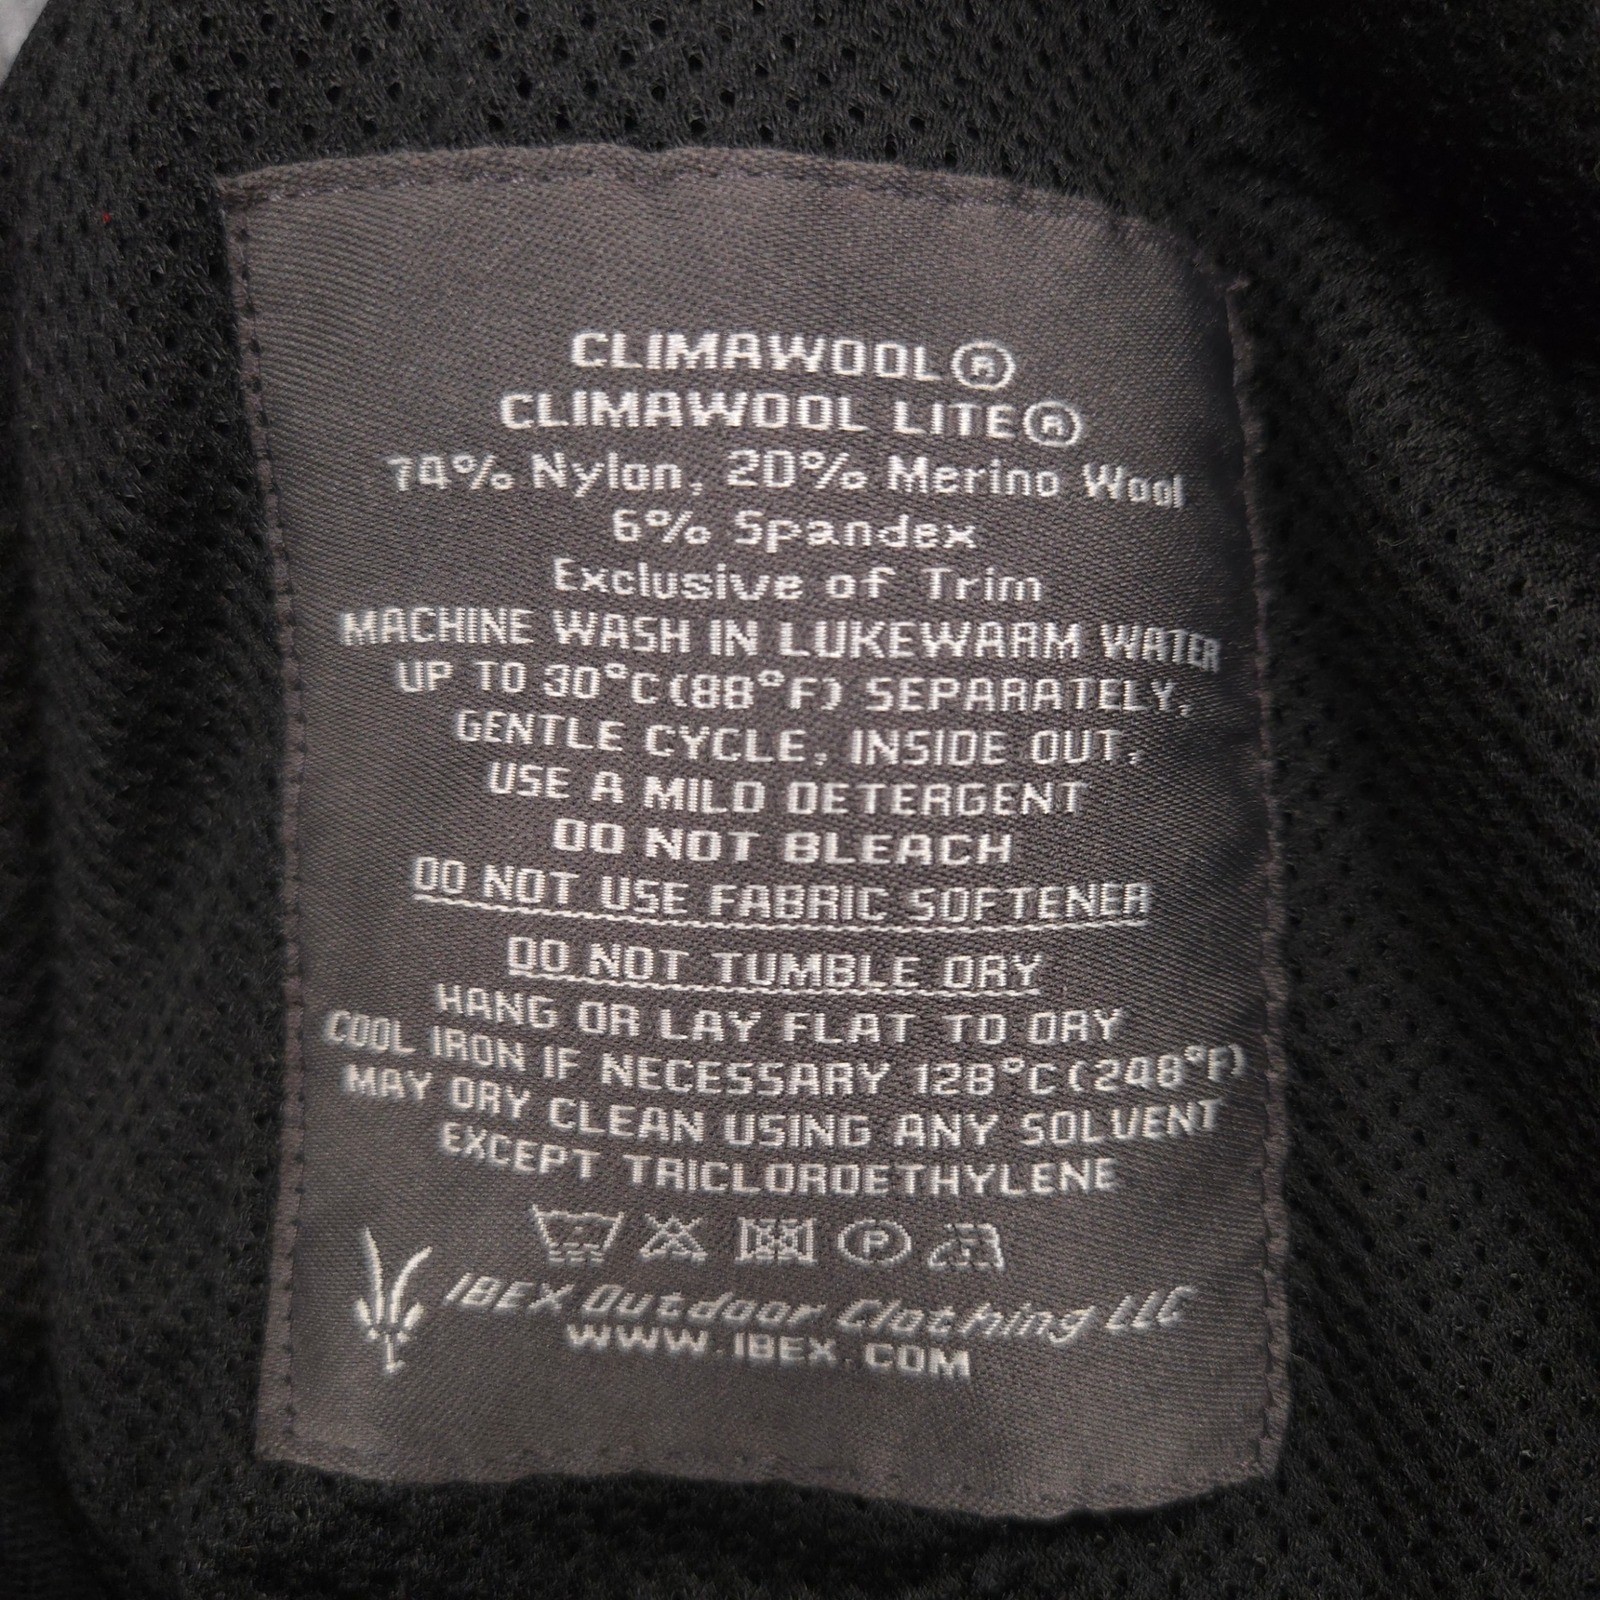 CLIMAWOOL®
CLIMAWOOL LITE®
74% Nylon, 20% Merino Wool
6% Spandex
Exclusive of Trim
MACHINE WASH IN LUKEWARM WATER
UP TO 30°C(88°F) SEPARATELY,
GENTLE CYCLE, INSIDE OUT,
USE A MILD DETERGENT
DO NOT BLEACH
DO NOT USE FABRIC SOFTENER
DO NOT TUMBLE DRY
HANG OR LAY FLAT TO DRY
COOL IRON IF NECESSARY 128°C(248°F)
MAY DRY CLEAN USING ANY SOLVENT
EXCEPT TRICLOROETHYLENE
P
IBEX Outdoor Clothing LLC
WWW.IBEX.COM